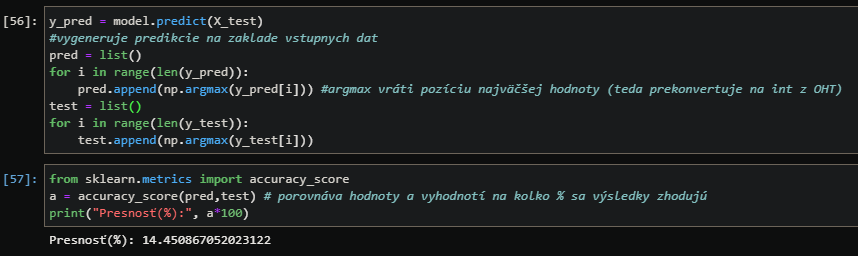 [56]: y_pred = model.predict(X_test)
#vygeneruje predikcie na zaklade vstupnych dat
pred = list()
for i in range(len(y_pred)):
    pred.append(np.argmax(y_pred[i])) #argmax vráti pozíciu najväčšej hodnoty (teda prekonvertuje na int z OHT)
test = list()
for i in range(len(y_test)):
    test.append(np.argmax(y_test[i]))
[57]: from sklearn.metrics import accuracy_score
a = accuracy_score(pred,test) # porovnáva hodnoty a vyhodnotí na kolko % sa výsledky zhodujú
print("Presnosť(%):", a*100)
Presnosť(%): 14.450867052023122